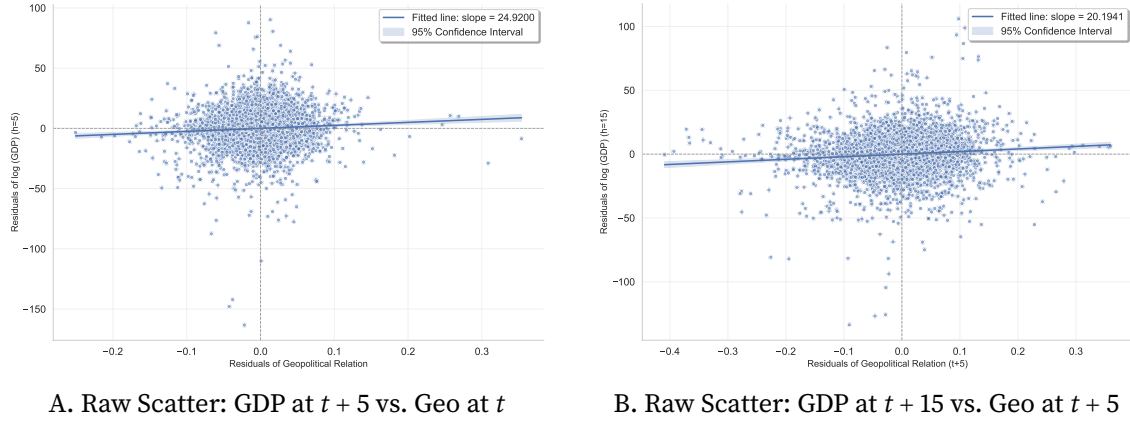 Fitted line: slope = 24.9200
95% Confidence Interval
100
50
0
−50
−100
−150
Residuals of log (GDP) (h=5)
−0.2
−0.1
0.0
0.1
0.2
0.3
Residuals of Geopolitical Relation
A. Raw Scatter: GDP at t + 5 vs. Geo at t
Fitted line: slope = 20.1941
95% Confidence Interval
100
50
0
−50
−100
Residuals of log (GDP) (h=15)
−0.4
−0.3
−0.2
−0.1
0.0
0.1
0.2
0.3
Residuals of Geopolitical Relation (t+5)
B. Raw Scatter: GDP at t + 15 vs. Geo at t + 5